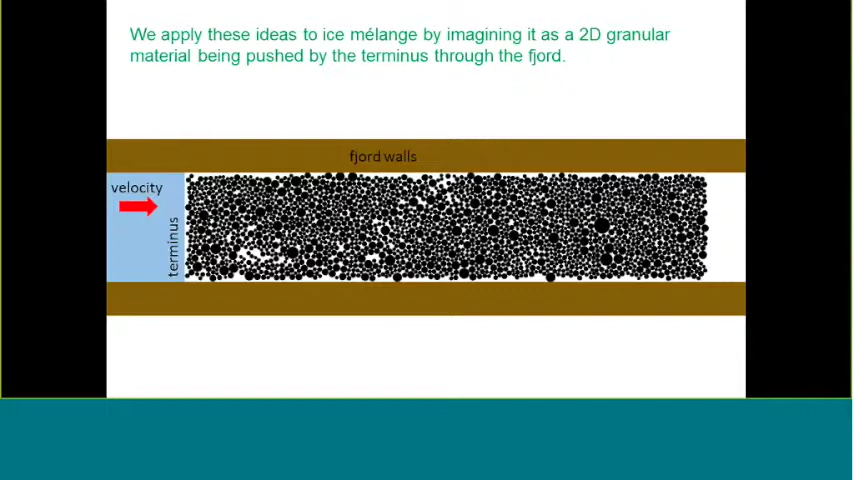 We apply these ideas to ice mélange by imagining it as a 2D granular
material being pushed by the terminus through the fjord.
fjord walls
velocity
terminus